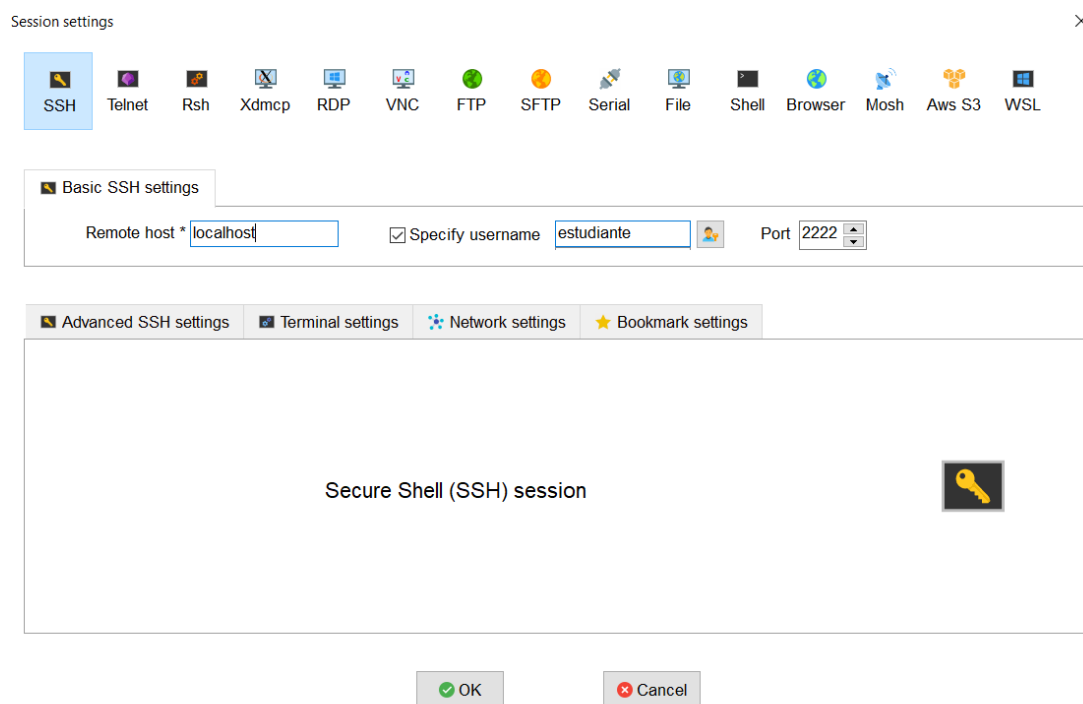 Session settings
SSH Telnet Rsh Xdmcp RDP VNC FTP SFTP Serial File Shell Browser Mosh Aws S3 WSL
Basic SSH settings
Remote host * localhost Specify username estudiante Port 2222
Advanced SSH settings Terminal settings Network settings Bookmark settings
Secure Shell (SSH) session
OK Cancel